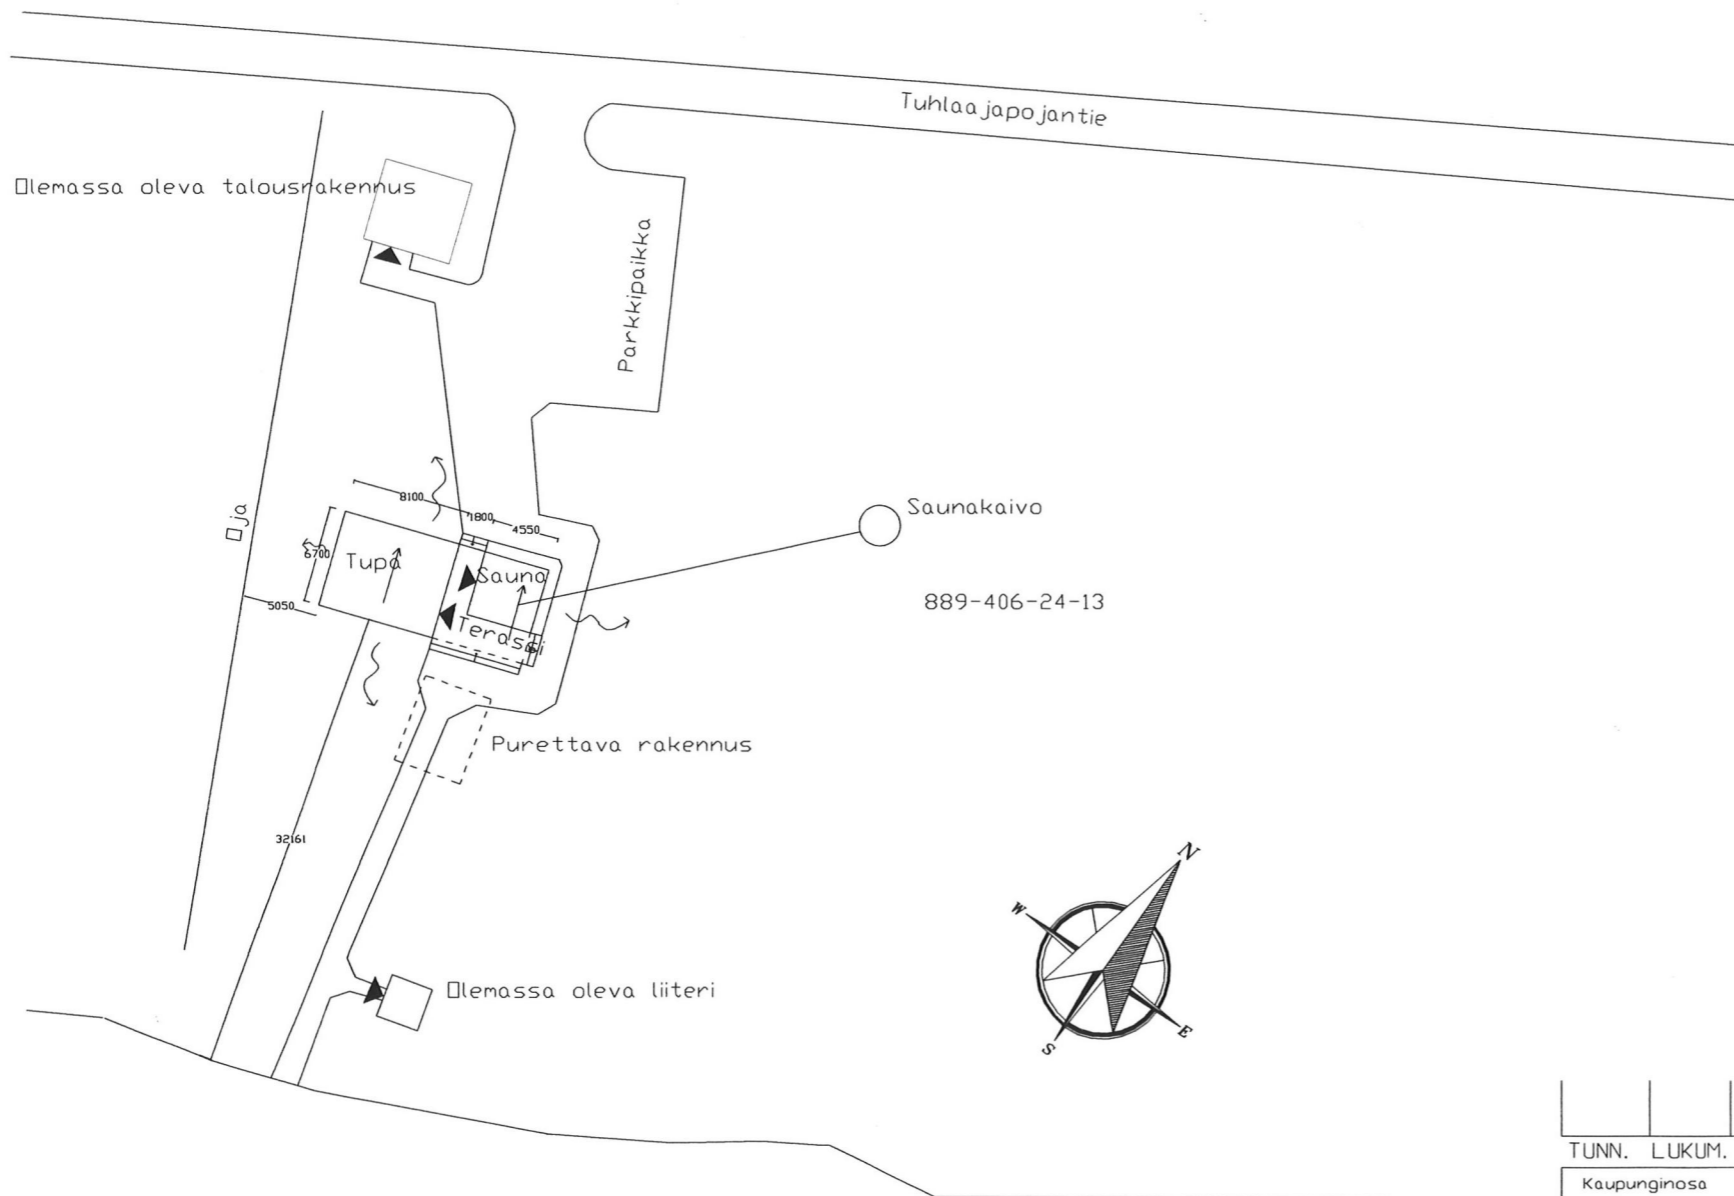 Tuhlaajapojantie
Olemassa oleva talousrakennus
Parkkipaikka
Oja
8100
1800
4550
6700
5050
Tupa
Sauna
Terassi
Saunakaivo
889-406-24-13
Purettava rakennus
32161
Olemassa oleva liiteri
N
W
E
S
TUNN. LUKUM.
Kaupunginosa